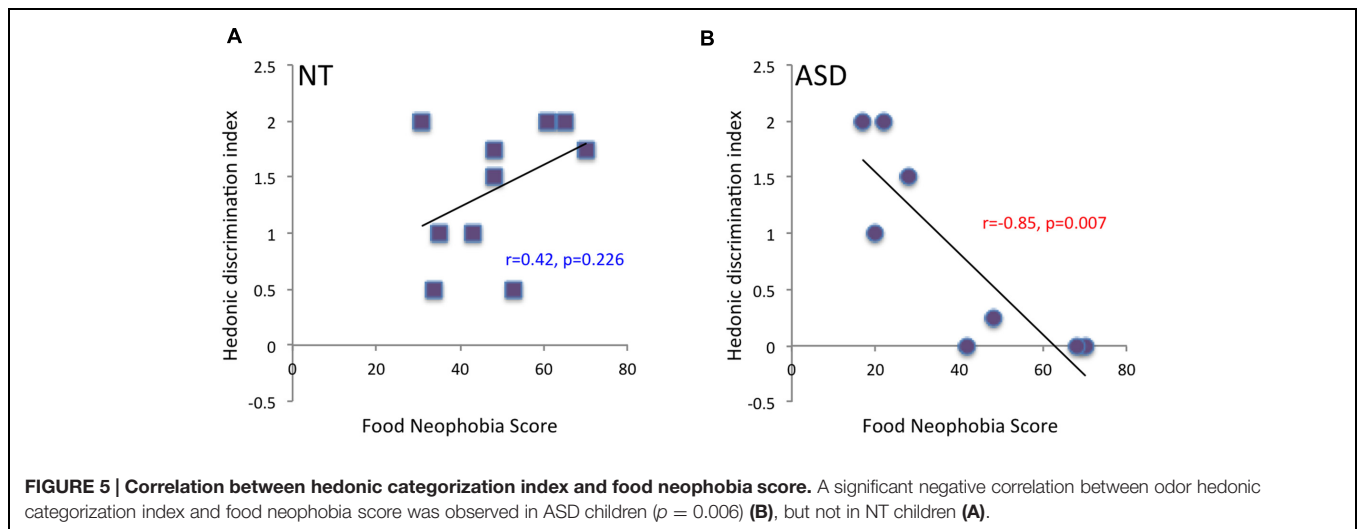 A
B
NT
ASD
2.5
2
1.5
1
0.5
0
-0.5
0 20 40 60 80
Hedonic discrimination index
Food Neophobia Score
r=0.42, p=0.226
2.5
2
1.5
1
0.5
0
-0.5
0 20 40 60 80
Hedonic discrimination index
Food Neophobia Score
r=-0.85, p=0.007
FIGURE 5 | Correlation between hedonic categorization index and food neophobia score. A significant negative correlation between odor hedonic
categorization index and food neophobia score was observed in ASD children (p = 0.006) (B), but not in NT children (A).